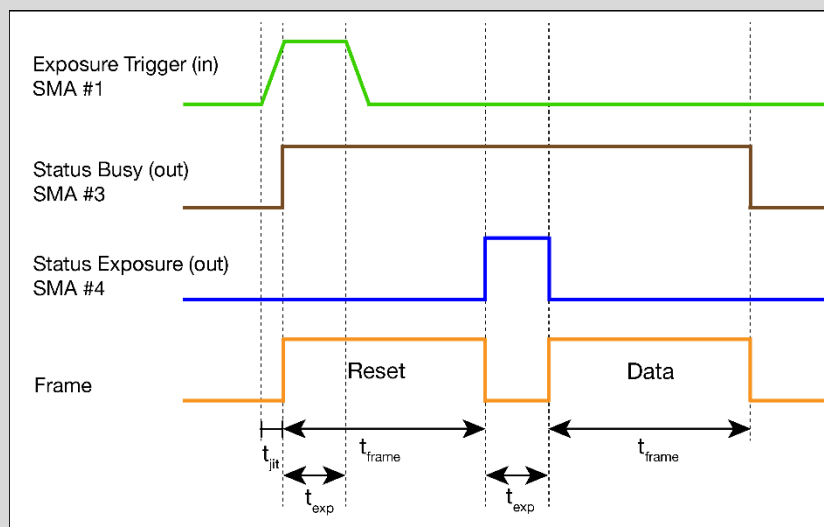 Exposure Trigger (in)
SMA #1
Status Busy (out)
SMA #3
Status Exposure (out)
SMA #4
Frame
Reset
Data
tjit
tframe
tframe
texp
texp